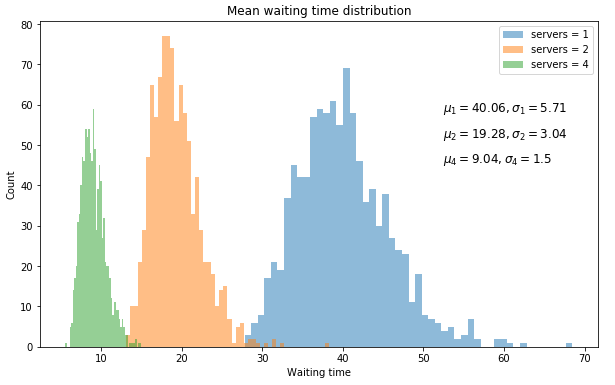 Mean waiting time distribution
servers = 1
servers = 2
servers = 4
μ₁ = 40.06, σ₁ = 5.71
μ₂ = 19.28, σ₂ = 3.04
μ₄ = 9.04, σ₄ = 1.5
Count
80
70
60
50
40
30
20
10
0
10 20 30 40 50 60 70
Waiting time